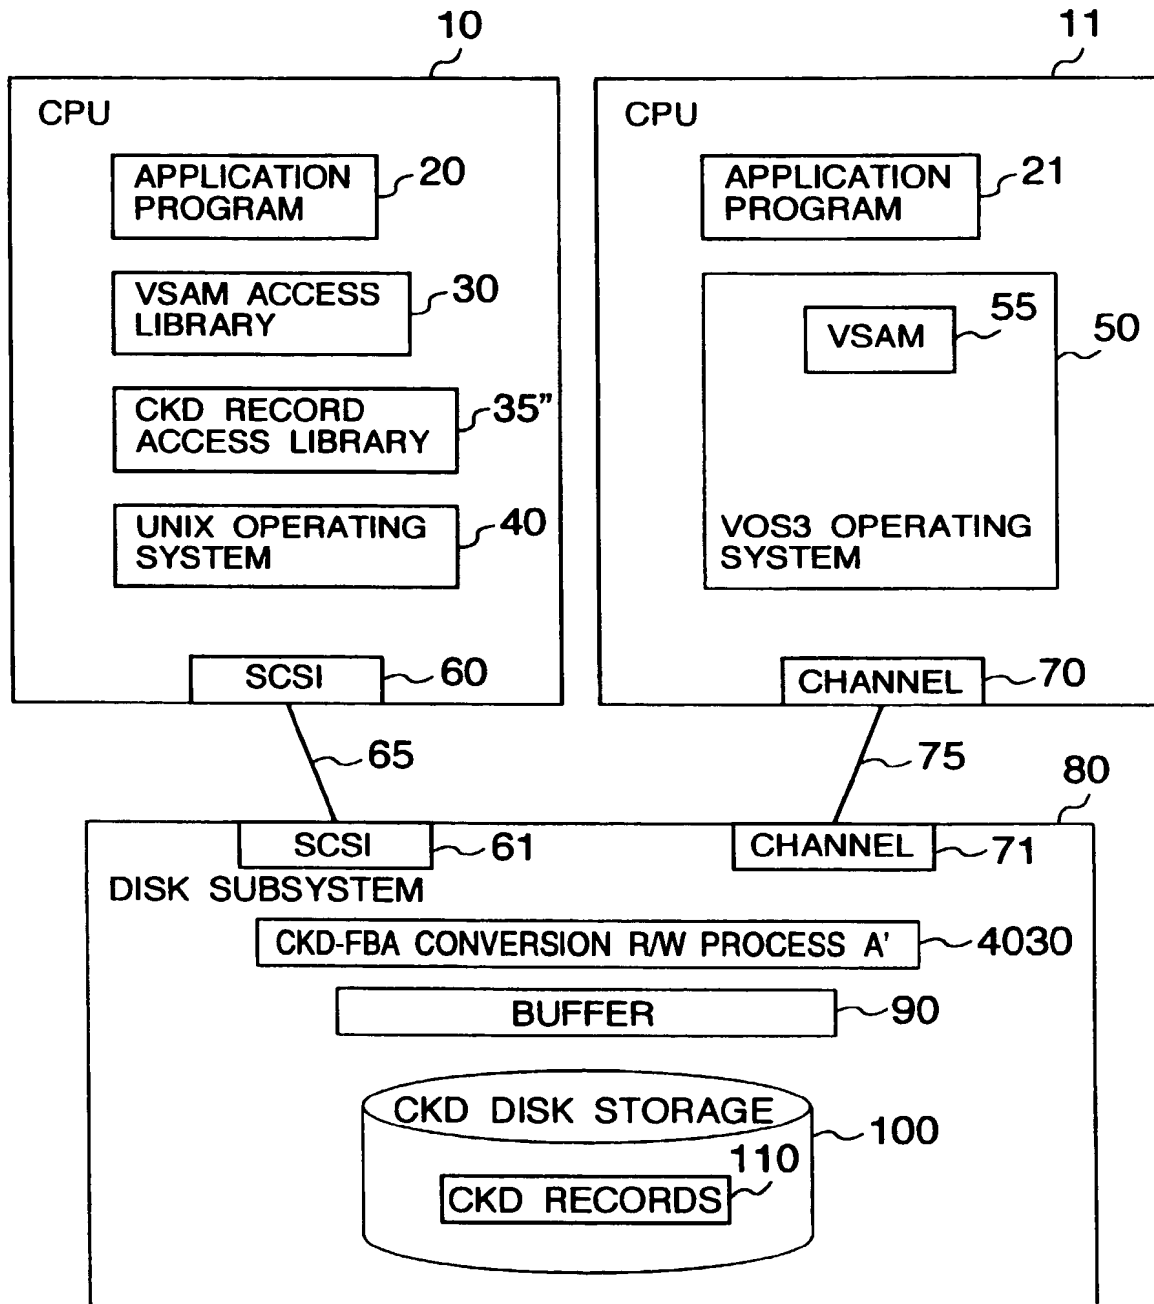 10
CPU
APPLICATION
PROGRAM
20
VSAM ACCESS
LIBRARY
30
CKD RECORD
ACCESS LIBRARY
35”
UNIX OPERATING
SYSTEM
40
SCSI
60
65
11
CPU
APPLICATION
PROGRAM
21
VSAM
55
50
VOS3 OPERATING
SYSTEM
CHANNEL
70
75
80
SCSI
61
CHANNEL
71
DISK SUBSYSTEM
CKD-FBA CONVERSION R/W PROCESS A'
4030
BUFFER
90
CKD DISK STORAGE
100
110
CKD RECORDS